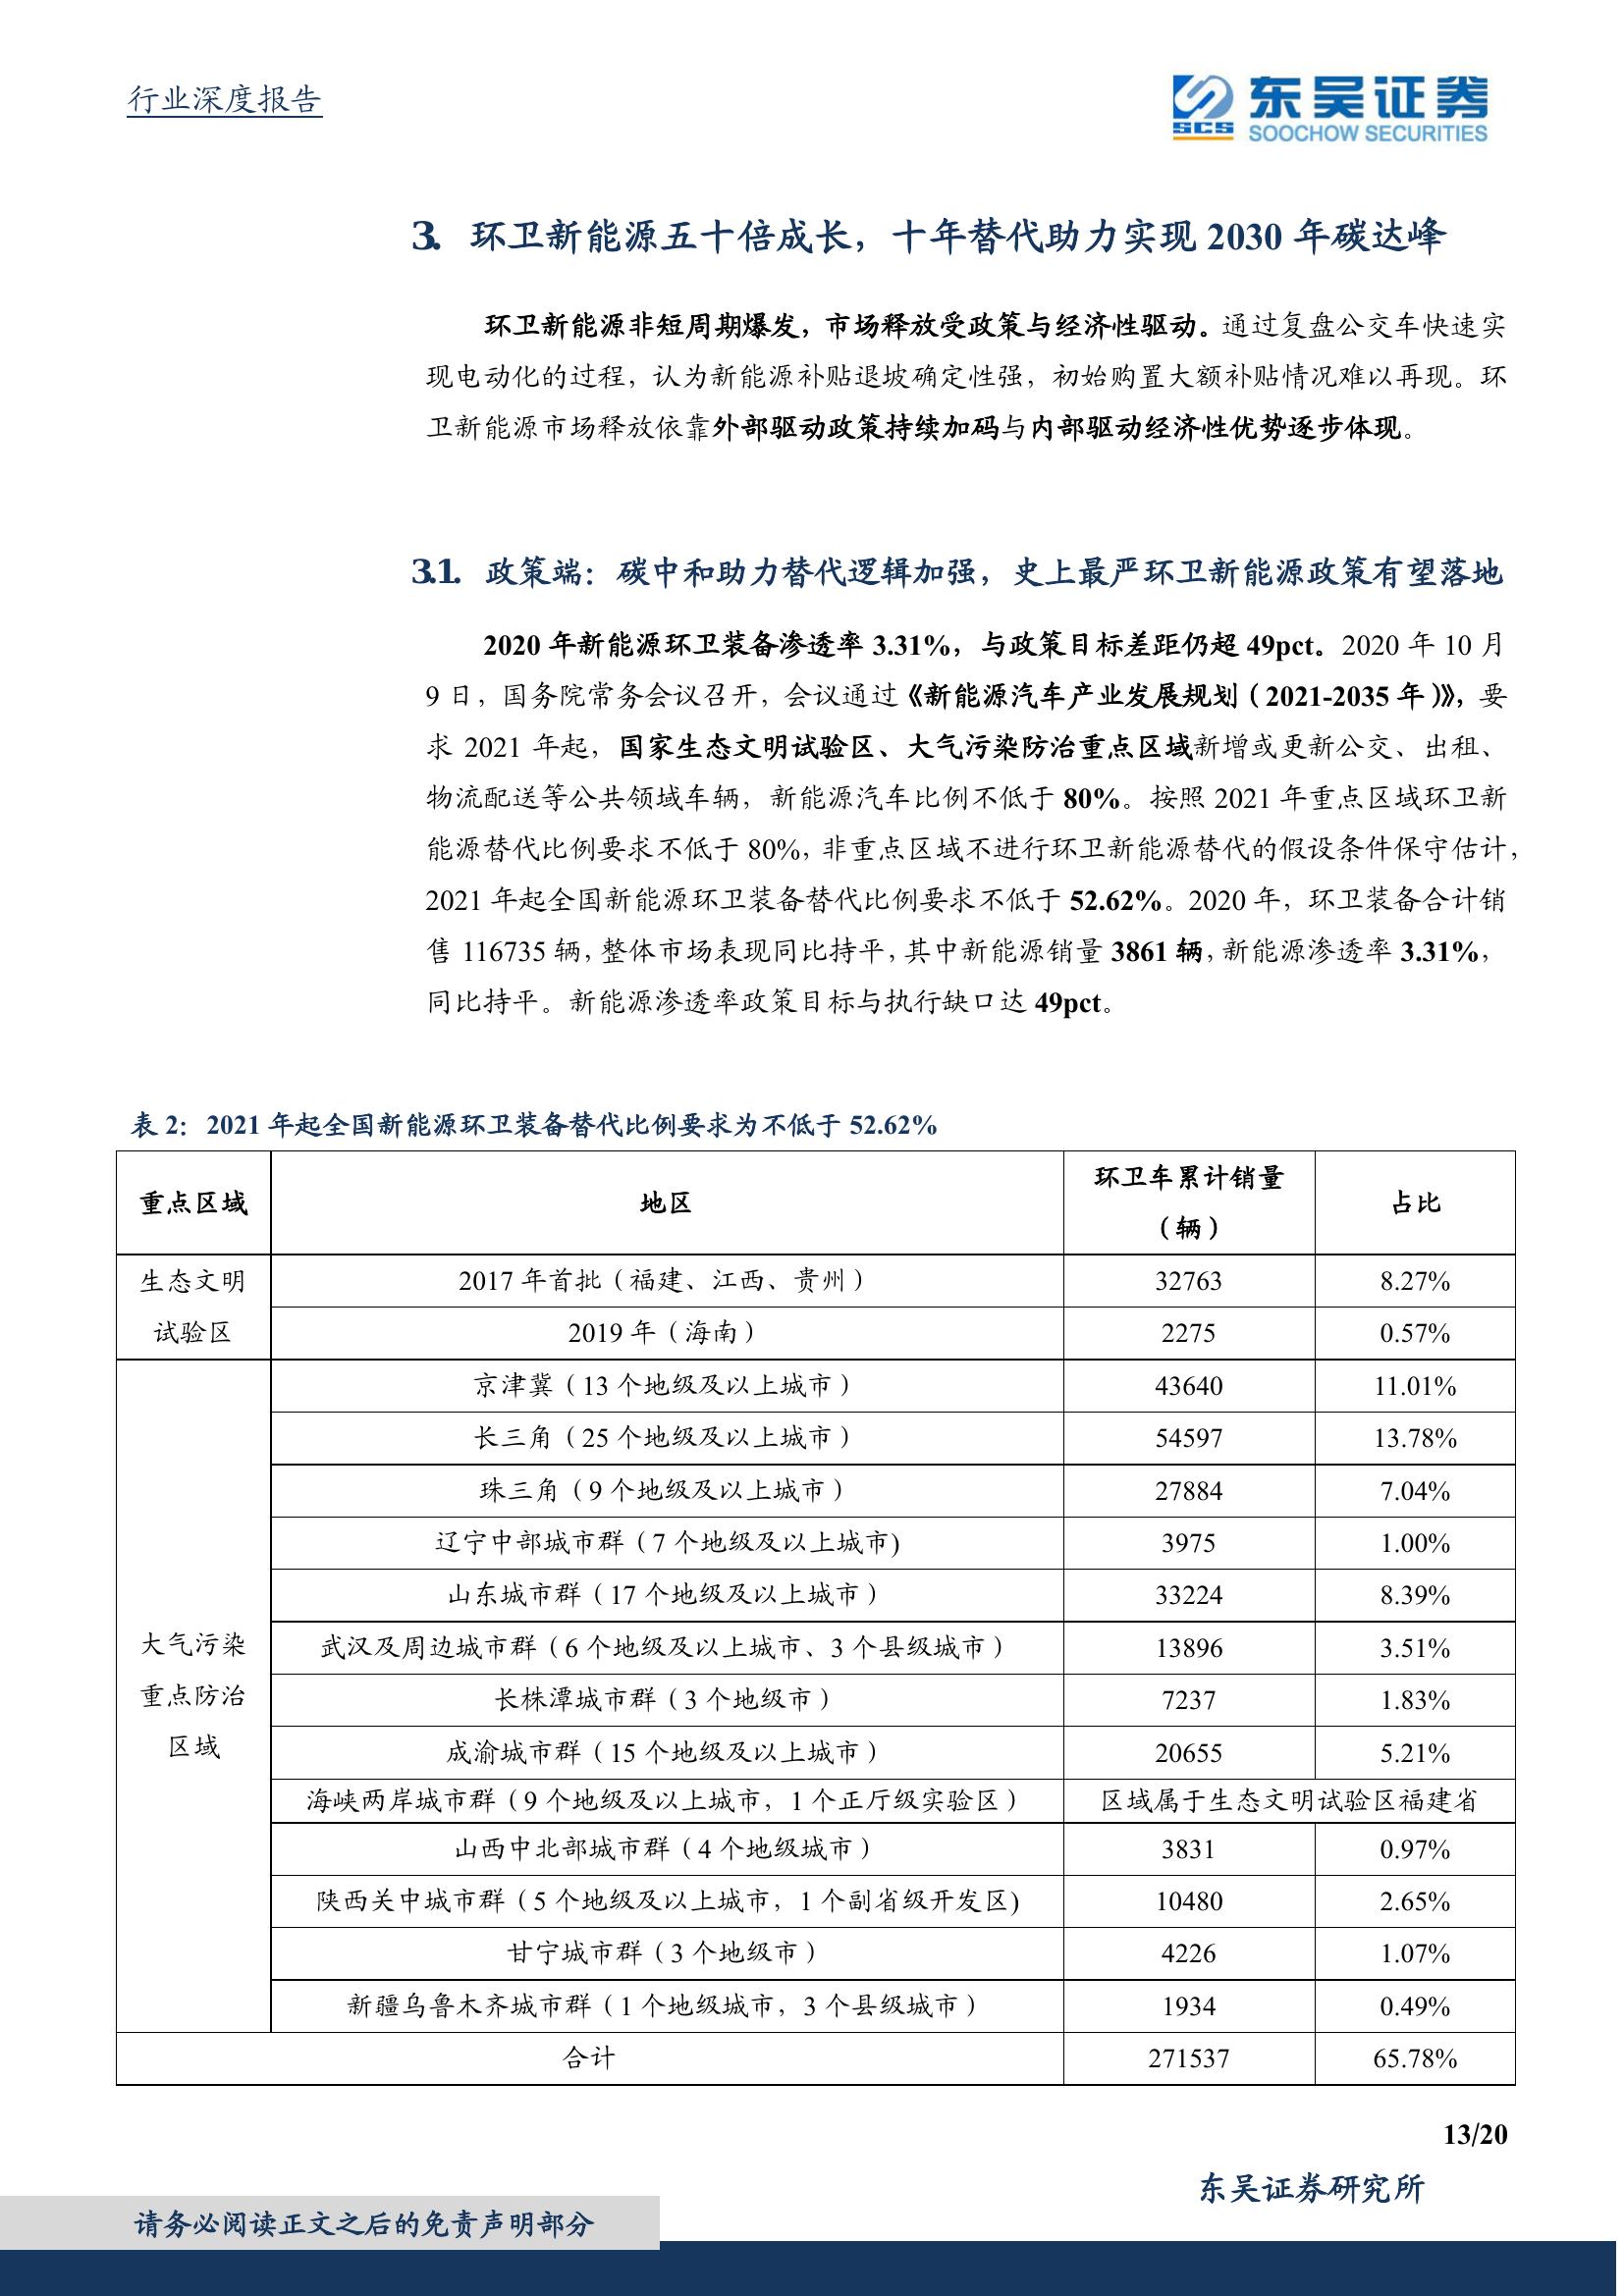 行业深度报告
东吴证券
SCS
SOOCHOW SECURITIES
3. 环卫新能源五十倍成长，十年替代助力实现 2030 年碳达峰
环卫新能源非短周期爆发，市场释放受政策与经济性驱动。通过复盘公交车快速实
现电动化的过程，认为新能源补贴退坡确定性强，初始购置大额补贴情况难以再现。环
卫新能源市场释放依靠外部驱动政策持续加码与内部驱动经济性优势逐步体现。
3.1. 政策端：碳中和助力替代逻辑加强，史上最严环卫新能源政策有望落地
2020 年新能源环卫装备渗透率 3.31%，与政策目标差距仍超 49pct。2020 年 10 月
9 日，国务院常务会议召开，会议通过《新能源汽车产业发展规划（2021-2035 年）》，要
求 2021 年起，国家生态文明试验区、大气污染防治重点区域新增或更新公交、出租、
物流配送等公共领域车辆，新能源汽车比例不低于 80%。按照 2021 年重点区域环卫新
能源替代比例要求不低于 80%，非重点区域不进行环卫新能源替代的假设条件保守估计，
2021 年起全国新能源环卫装备替代比例要求不低于 52.62%。2020 年，环卫装备合计销
售 116735 辆，整体市场表现同比持平，其中新能源销量 3861 辆，新能源渗透率 3.31%，
同比持平。新能源渗透率政策目标与执行缺口达 49pct。
表 2： 2021 年起全国新能源环卫装备替代比例要求为不低于 52.62%
重点区域 地区 环卫车累计销量（辆） 占比
生态文明试验区 2017 年首批（福建、江西、贵州） 32763 8.27%
2019 年（海南） 2275 0.57%
大气污染重点防治区域 京津冀（13 个地级及以上城市） 43640 11.01%
长三角（25 个地级及以上城市） 54597 13.78%
珠三角（9 个地级及以上城市） 27884 7.04%
辽宁中部城市群（7 个地级及以上城市) 3975 1.00%
山东城市群（17 个地级及以上城市） 33224 8.39%
武汉及周边城市群（6 个地级及以上城市、3 个县级城市） 13896 3.51%
长株潭城市群（3 个地级市） 7237 1.83%
成渝城市群（15 个地级及以上城市） 20655 5.21%
海峡两岸城市群（9 个地级及以上城市，1 个正厅级实验区） 区域属于生态文明试验区福建省
山西中北部城市群（4 个地级城市） 3831 0.97%
陕西关中城市群（5 个地级及以上城市，1 个副省级开发区) 10480 2.65%
甘宁城市群（3 个地级市） 4226 1.07%
新疆乌鲁木齐城市群（1 个地级城市，3 个县级城市） 1934 0.49%
合计 271537 65.78%
13/20
东吴证券研究所
请务必阅读正文之后的免责声明部分